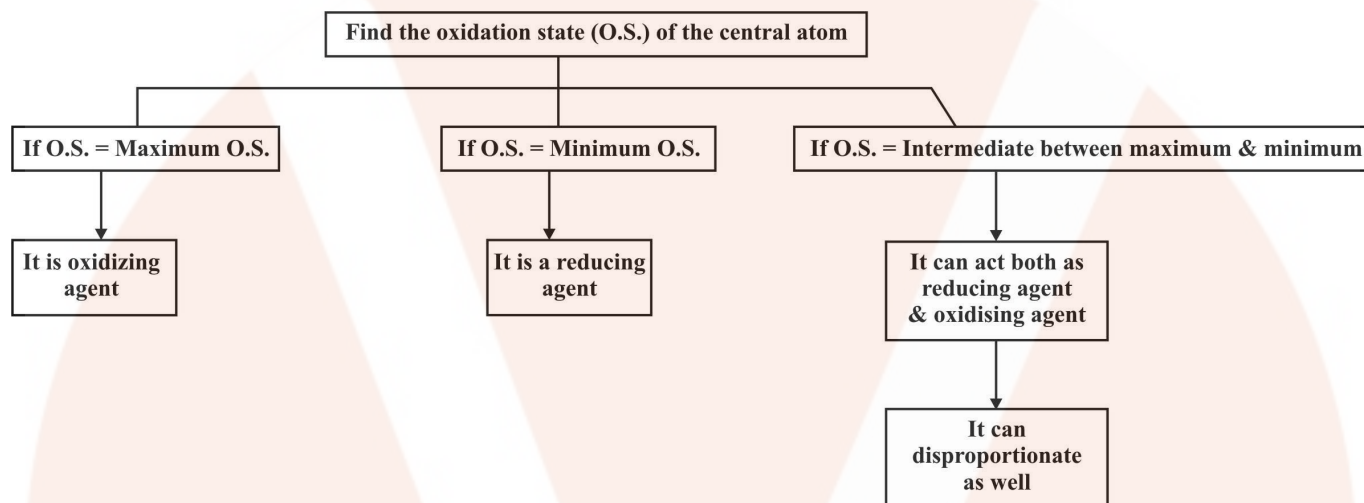 Find the oxidation state (O.S.) of the central atom
If O.S. = Maximum O.S.
If O.S. = Minimum O.S.
If O.S. = Intermediate between maximum & minimum
It is oxidizing
agent
It is a reducing
agent
It can act both as
reducing agent
& oxidising agent
It can
disproportionate
as well